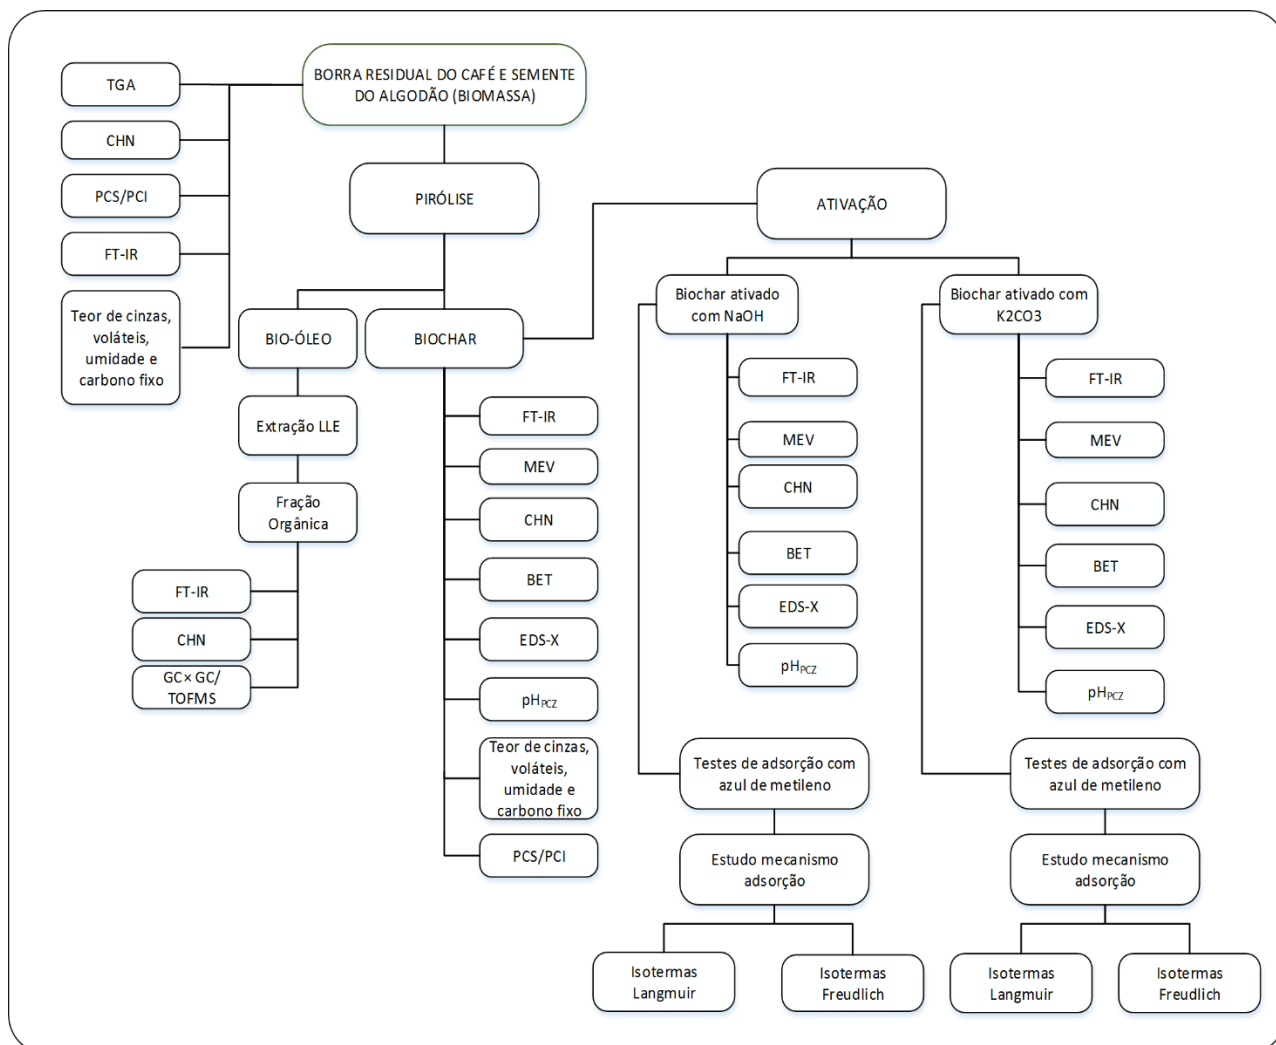 BORRA RESIDUAL DO CAFÉ E SEMENTE
DO ALGODÃO (BIOMASSA)
TGA
CHN
PCS/PCI
FT-IR
Teor de cinzas,
voláteis,
umidade e
carbono fixo
PIRÓLISE
BIO-ÓLEO
Extração LLE
Fração
Orgânica
FT-IR
CHN
GC× GC/
TOFMS
BIOCHAR
FT-IR
MEV
CHN
BET
EDS-X
pHPCZ
Teor de cinzas,
voláteis,
umidade e
carbono fixo
PCS/PCI
ATIVAÇÃO
Biochar ativado
com NaOH
FT-IR
MEV
CHN
BET
EDS-X
pHPCZ
Testes de adsorção com
azul de metileno
Estudo mecanismo
adsorção
Isotermas
Langmuir
Isotermas
Freudlich
Biochar ativado com
K2CO3
FT-IR
MEV
CHN
BET
EDS-X
pHPCZ
Testes de adsorção com
azul de metileno
Estudo mecanismo
adsorção
Isotermas
Langmuir
Isotermas
Freudlich